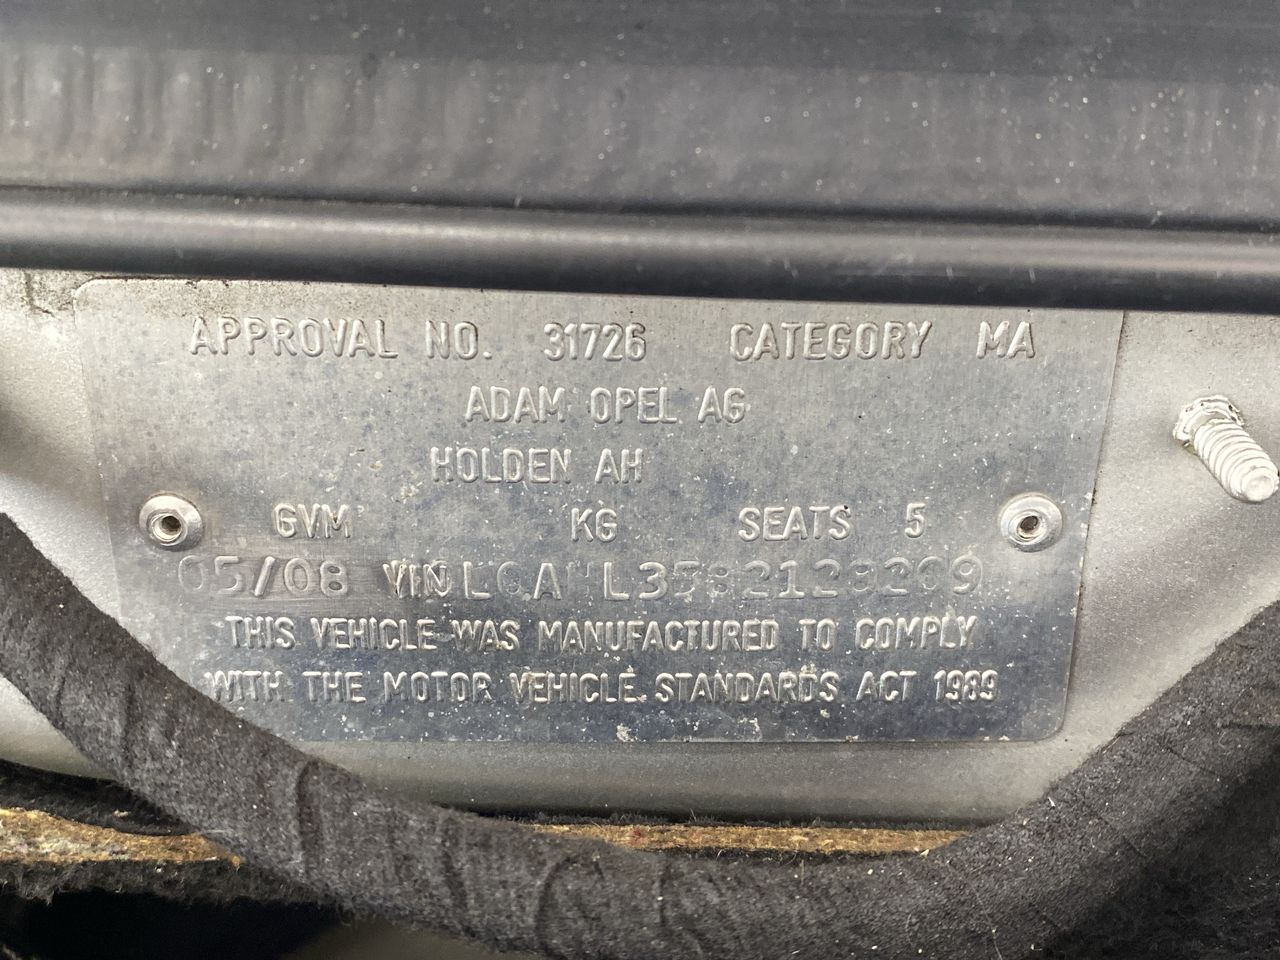 APPROVAL NO. 31726 CATEGORY MA
ADAM OPEL AG
HOLDEN AH
GVM KG SEATS 5
05/08 VIN
THIS VEHICLE WAS MANUFACTURED TO COMPLY
WITH THE MOTOR VEHICLE STANDARDS ACT 1989